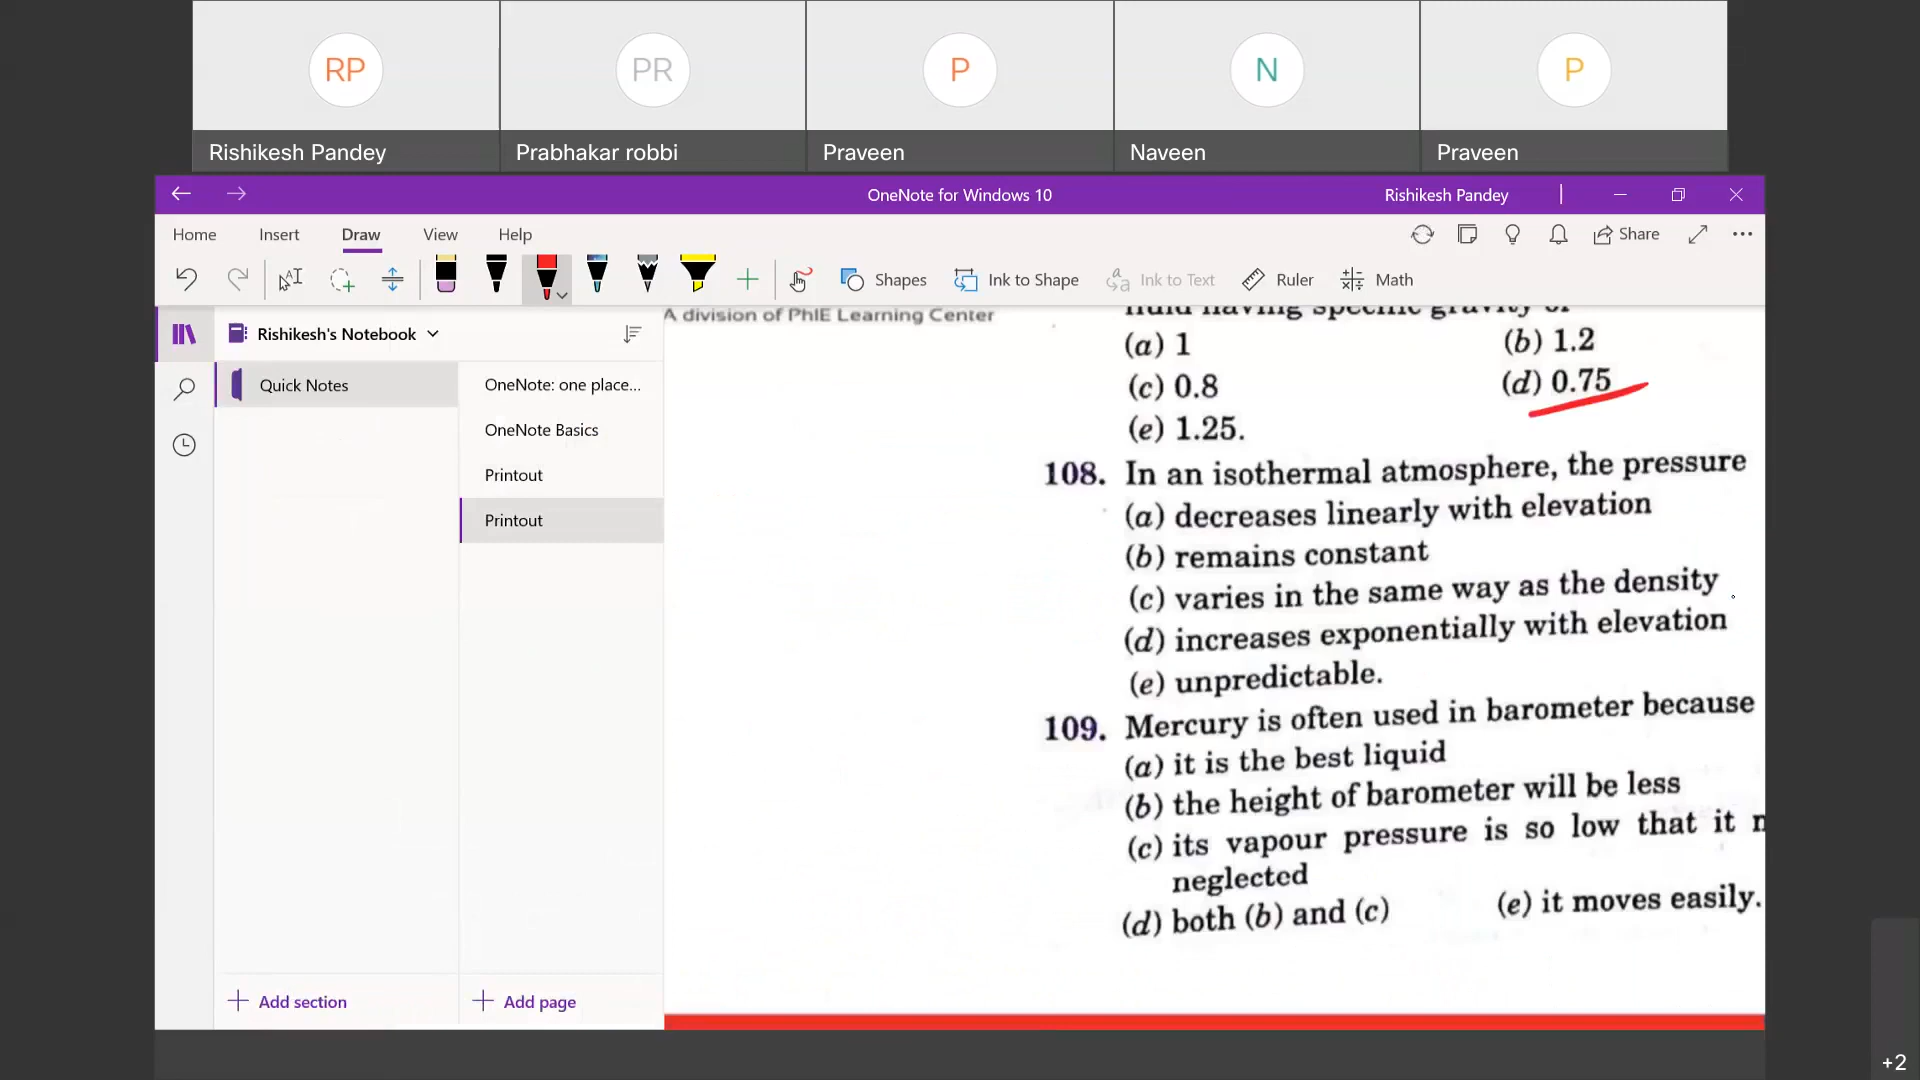 RP
PR
P
N
P
Rishikesh Pandey
Prabhakar robbi
Praveen
Naveen
Praveen
OneNote for Windows 10
Rishikesh Pandey
Home Insert Draw View Help
Share
Shapes Ink to Shape Ink to Text Ruler Math
Rishikesh's Notebook
Quick Notes
OneNote: one place...
OneNote Basics
Printout
Printout
Add section
Add page
A division of PhIE Learning Center
fluid having specific gravity of
(a) 1 (b) 1.2
(c) 0.8 (d) 0.75
(e) 1.25.
108. In an isothermal atmosphere, the pressure
(a) decreases linearly with elevation
(b) remains constant
(c) varies in the same way as the density
(d) increases exponentially with elevation
(e) unpredictable.
109. Mercury is often used in barometer because
(a) it is the best liquid
(b) the height of barometer will be less
(c) its vapour pressure is so low that it
neglected
(d) both (b) and (c) (e) it moves easily.
+2